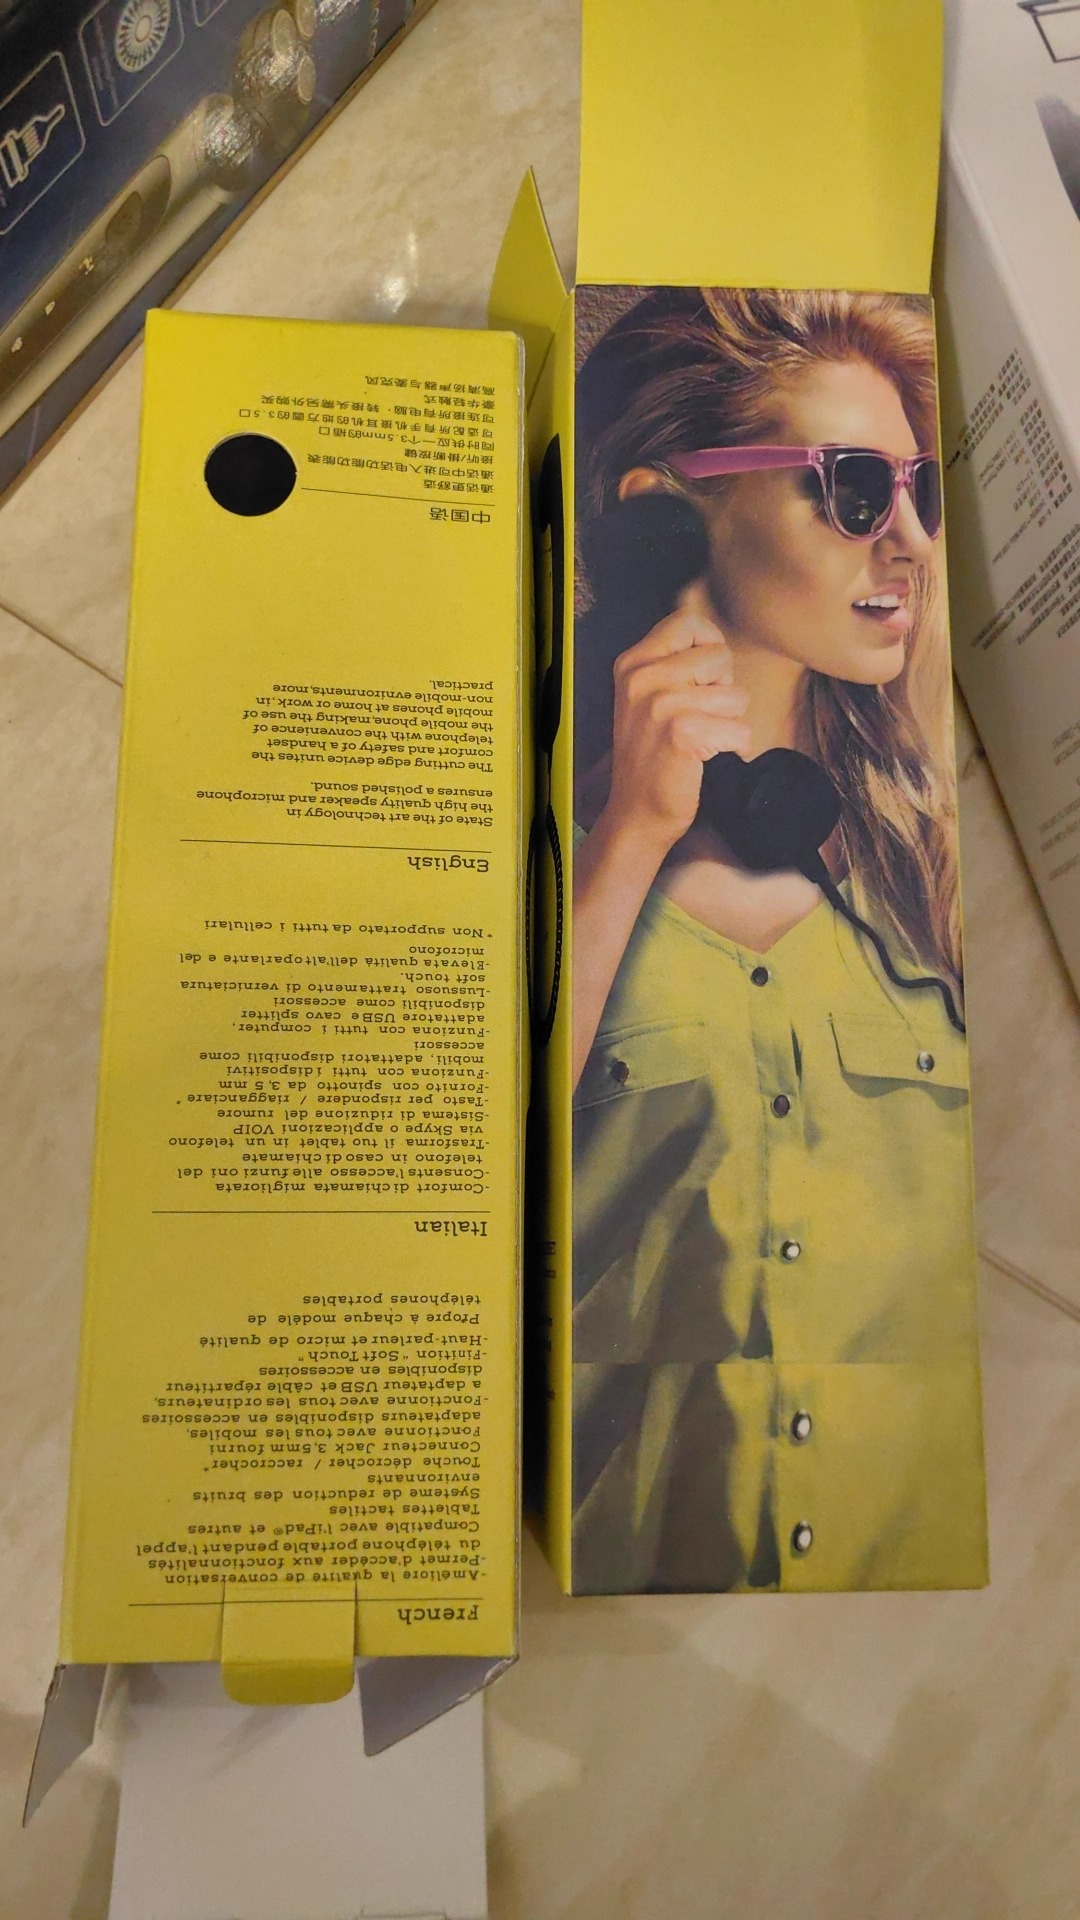 French
-Améliore la qualité de conversation
-Permet d'accéder aux fonctionnalités
du téléphone portable pendant l'appel
Compatible avec l'iPad® et autres
Tablettes tactiles
Systeme de reduction des bruits
environnants
Touche décrocher / raccrocher*
Connecteur Jack 3,5mm fourni
Fonctionne avec tous les mobiles,
adaptateurs disponibles en accessoires
-Fonctionne avec tous les ordinateurs,
a daptateur USB et câble répartiteur
disponibles en accessoires
-Finition " Soft Touch "
-Haut-parleur et micro de qualité
Propre à chaque modèle de
téléphones portables
Italian
-Comfort di chiamata migliorata
-Consents l'accesso alle funzi oni del
telefono in caso di chiamate
-Trasforma il tuo tablet in un telefono
via Skype o applicazioni VOIP
-Sistema di riduzione del rumore
-Tasto per rispondere / riagganciare *
-Fornito con spinotto da 3,5 mm
-Funziona con tutti i dispositivi
mobili, adattatori disponibili come
accessori
-Funziona con tutti i computer,
adattatore USB e cavo splitter
disponibili come accessori
-Lussuoso trattamento di verniciatura
soft touch.
-Elevata qualità dell'altoparlante e del
microfono
* Non supportato da tutti i cellulari
English
State of the art technology in
the high quality speaker and microphone
ensures a polished sound.
The cutting edge device unites the
comfort and safety of a handset
telephone with the convenience of
the mobile phone,making the use of
mobile phones at home or work,in
non-mobile evnironments,more
practical.
中国语
通话更舒适
通话中可进入电话功能表
接听/掛断按键
同时供应一个3.5mm的插口
可适配所有手机接耳机的地方圆的3.5口
可连接所有电脑，转接头需另外购买
豪华轻触式
高清扬声器与麦克风